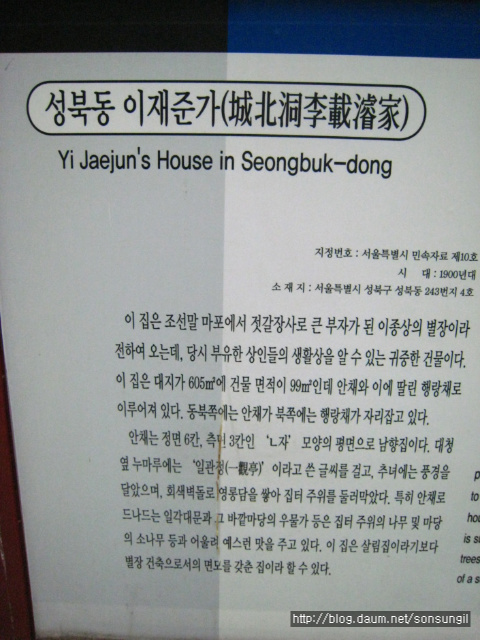 성북동 이재준가(城北洞李載濬家)
Yi Jaejun's House in Seongbuk-dong
지정번호 : 서울특별시 민속자료 제10호
시 대 : 1900년대
소 재 지 : 서울특별시 성북구 성북동 243번지 4호
이 집은 조선말 마포에서 젓갈장사로 큰 부자가 된 이종상의 별장이라
전하여 오는데, 당시 부유한 상인들의 생활상을 알 수 있는 귀중한 건물이다.
이 집은 대지가 605㎡에 건물 면적이 99㎡인데 안채와 이에 딸린 행랑채로
이루어져 있다. 동북쪽에는 안채가 북쪽에는 행랑채가 자리잡고 있다.
안채는 정면 6칸, 측면 3칸인 'ㄴ자' 모양의 평면으로 남향집이다. 대청
옆 누마루에는 '일관정(一觀亭)' 이라고 쓴 글씨를 걸고, 추녀에는 풍경을
달았으며, 회색벽돌로 영롱담을 쌓아 집터 주위를 둘러막았다. 특히 안채로
드나드는 일각대문과 그 바깥마당의 우물가 등은 집터 주위의 나무 및 마당
의 소나무 등과 어울려 예스런 맛을 주고 있다. 이 집은 살림집이라기보다
별장 건축으로서의 면모를 갖춘 집이라 할 수 있다.
to
hou
is su
trees
of a s
http://blog.daum.net/sonsungil